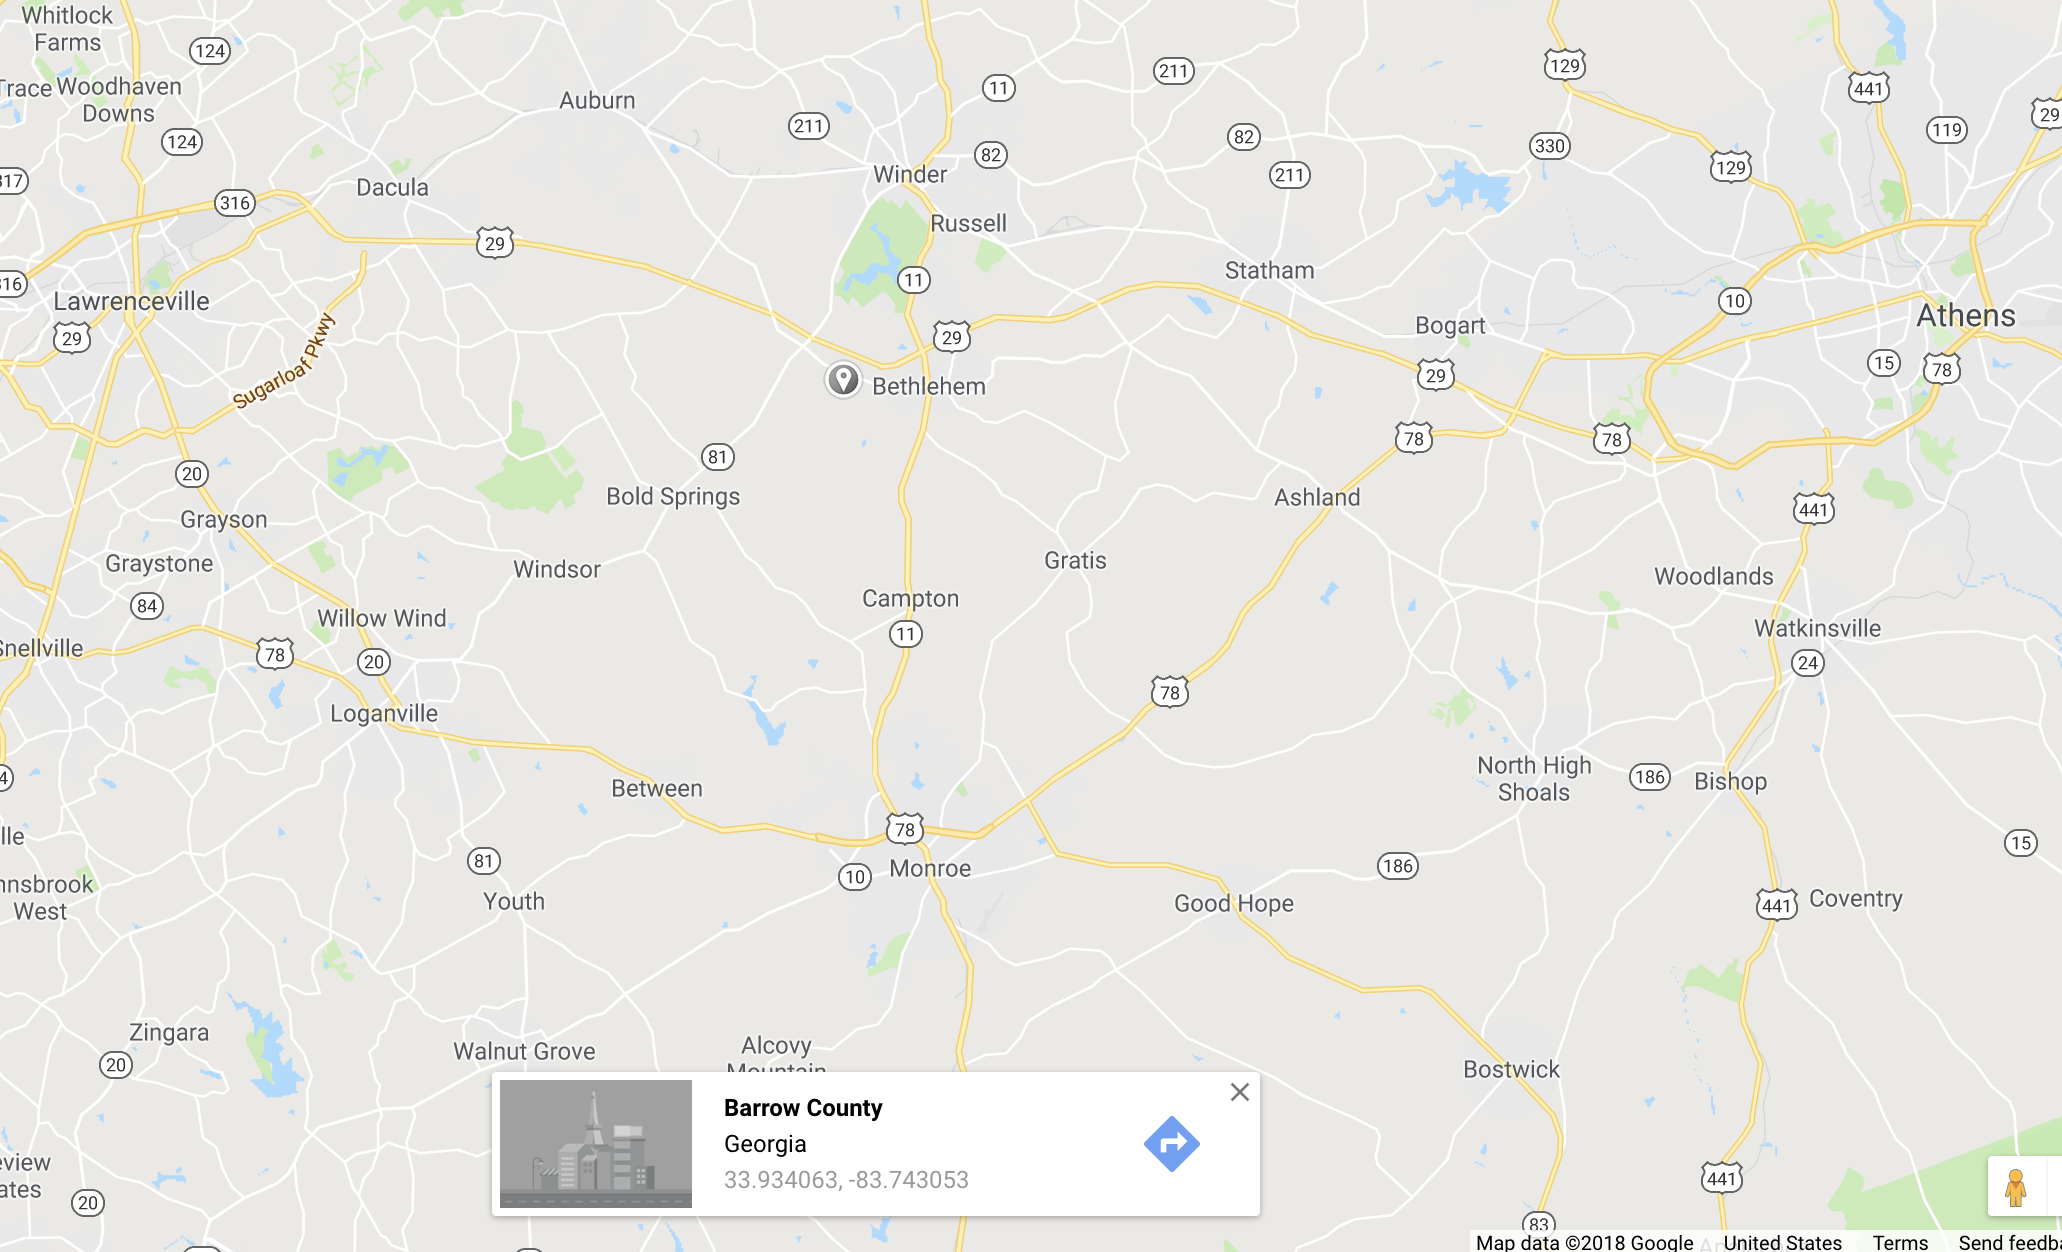 Whitlock
Farms
124
211
11
129
441
Trace
Woodhaven
Downs
Auburn
29
124
211
82
82
330
119
317
Winder
211
129
Dacula
316
Russell
29
Statham
316
11
Lawrenceville
10
Athens
29
Sugarloaf Pkwy
29
Bogart
15
78
Bethlehem
29
78
78
20
81
Bold Springs
Ashland
441
Grayson
Graystone
Windsor
Gratis
Woodlands
84
Campton
Willow Wind
11
Watkinsville
Snellville
78
20
24
78
Loganville
North High
Shoals
186
Bishop
4
Between
78
lle
Monroe
15
81
10
186
nnsbrook
West
Youth
Good Hope
441
Coventry
Zingara
Walnut Grove
Alcovy
Mountain
20
Bostwick
Barrow County
Georgia
33.934063, -83.743053
eview
ates
20
441
83
Map data ©2018 Google
United States
Terms
Send feedba